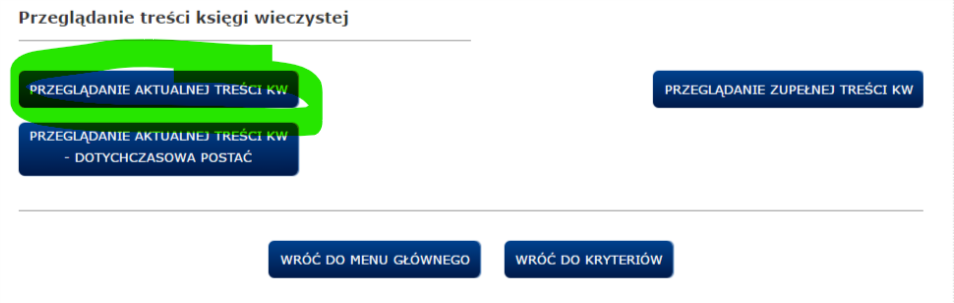 Przeglądanie treści księgi wieczystej
PRZEGLĄDANIE AKTUALNEJ TREŚCI KW
PRZEGLĄDANIE ZUPEŁNEJ TREŚCI KW
PRZEGLĄDANIE AKTUALNEJ TREŚCI KW
- DOTYCHCZASOWA POSTAĆ
WRÓĆ DO MENU GŁÓWNEGO
WRÓĆ DO KRYTERIÓW